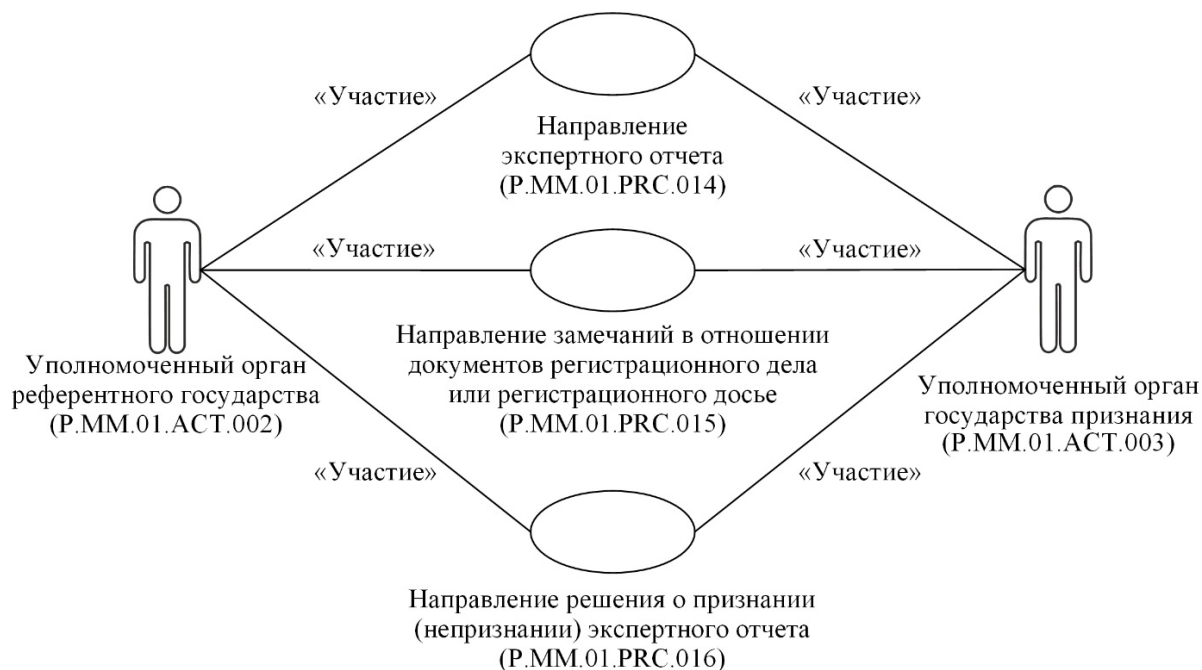 «Участие»
«Участие»
Направление
экспертного отчета
(P.MM.01.PRC.014)
«Участие»
«Участие»
Уполномоченный орган
референтного государства
(P.MM.01.ACT.002)
Направление замечаний в отношении
документов регистрационного дела
или регистрационного досье
(P.MM.01.PRC.015)
Уполномоченный орган
государства признания
(P.MM.01.ACT.003)
«Участие»
«Участие»
Направление решения о признании
(непризнании) экспертного отчета
(P.MM.01.PRC.016)